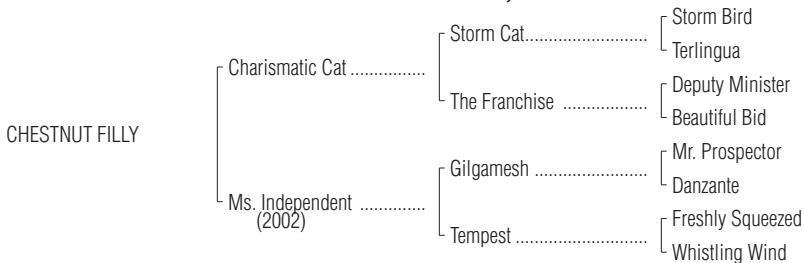 Storm Bird
Storm Cat..........................
Terlingua
Charismatic Cat ................
Deputy Minister
The Franchise ..................
Beautiful Bid
CHESTNUT FILLY
Mr. Prospector
Gilgamesh ........................
Danzante
Ms. Independent ..............
(2002)
Freshly Squeezed
Tempest ............................
Whistling Wind